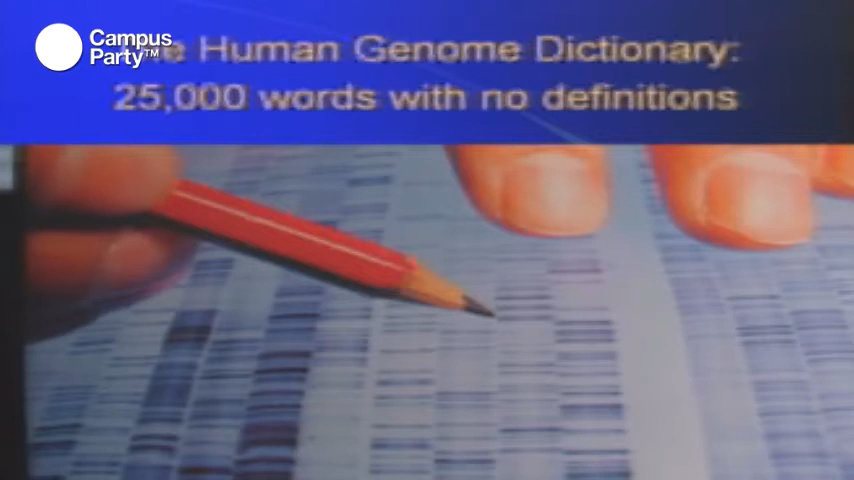 Campus
Party™
Human Genome Dictionary:
25,000 words with no definitions